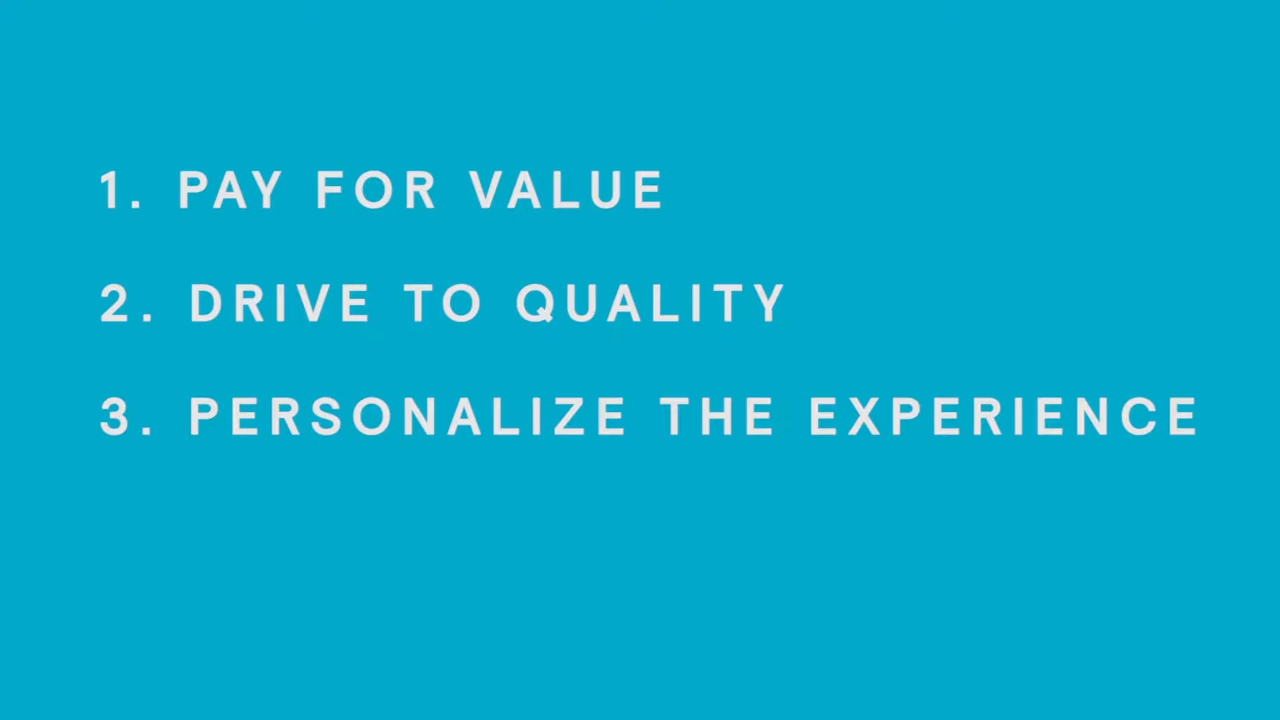 1. PAY FOR VALUE
2. DRIVE TO QUALITY
3. PERSONALIZE THE EXPERIENCE